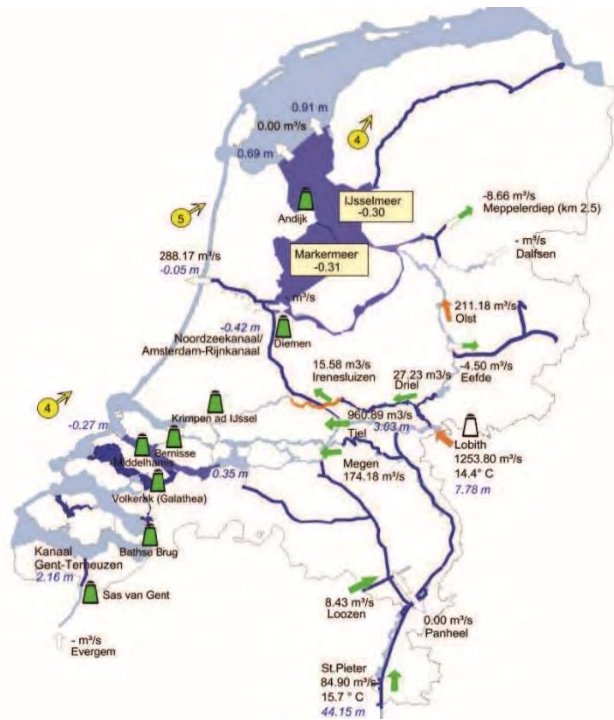 0.91 m
0.00 m³/s
4
0.69 m
IJsselmeer
-0.30
-8.66 m³/s
Meppelerdiep (km 2.5)
Andijk
5
- m³/s
Dalfsen
Markermeer
-0.31
288.17 m³/s
-0.05 m
- m³/s
211.18 m³/s
Olst
-0.42 m
Noordzeekanaal/
Amsterdam-Rijnkanaal
Diemen
15.58 m3/s
Irenesluizen
27.23 m3/s
Driel
-4.50 m³/s
Eefde
4
Krimpen ad IJssel
960.89 m3/s
3.03 m
Tiel
Lobith
1253.80 m³/s
14.4° C
7.78 m
-0.27 m
Bernisse
Middelharnis
0.35 m
Megen
174.18 m³/s
Volkerak (Galathea)
Kanaal
Gent-Terneuzen
2.16 m
Bathse Brug
Sas van Gent
8.43 m³/s
Loozen
0.00 m³/s
Panheel
- m³/s
Evergem
St.Pieter
84.90 m³/s
15.7 ° C
44.15 m